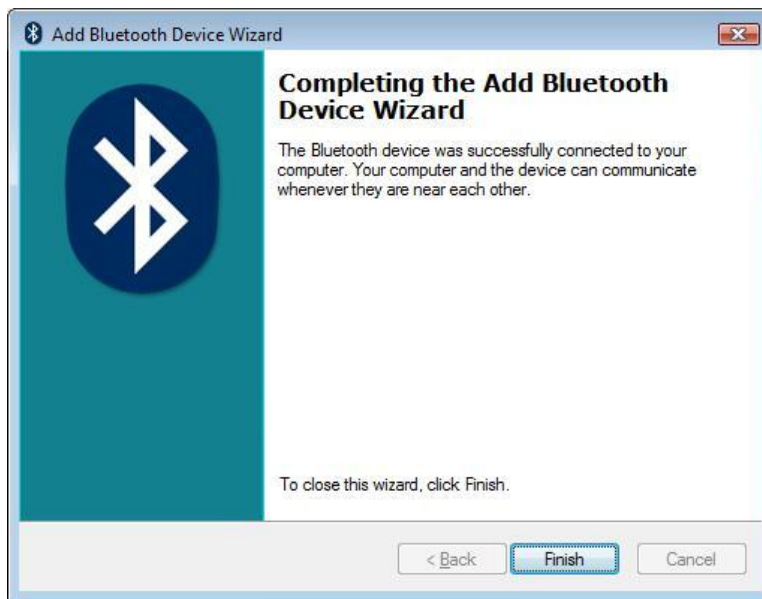 Add Bluetooth Device Wizard
Completing the Add Bluetooth
Device Wizard
The Bluetooth device was successfully connected to your
computer. Your computer and the device can communicate
whenever they are near each other.
To close this wizard, click Finish.
< Back Finish Cancel